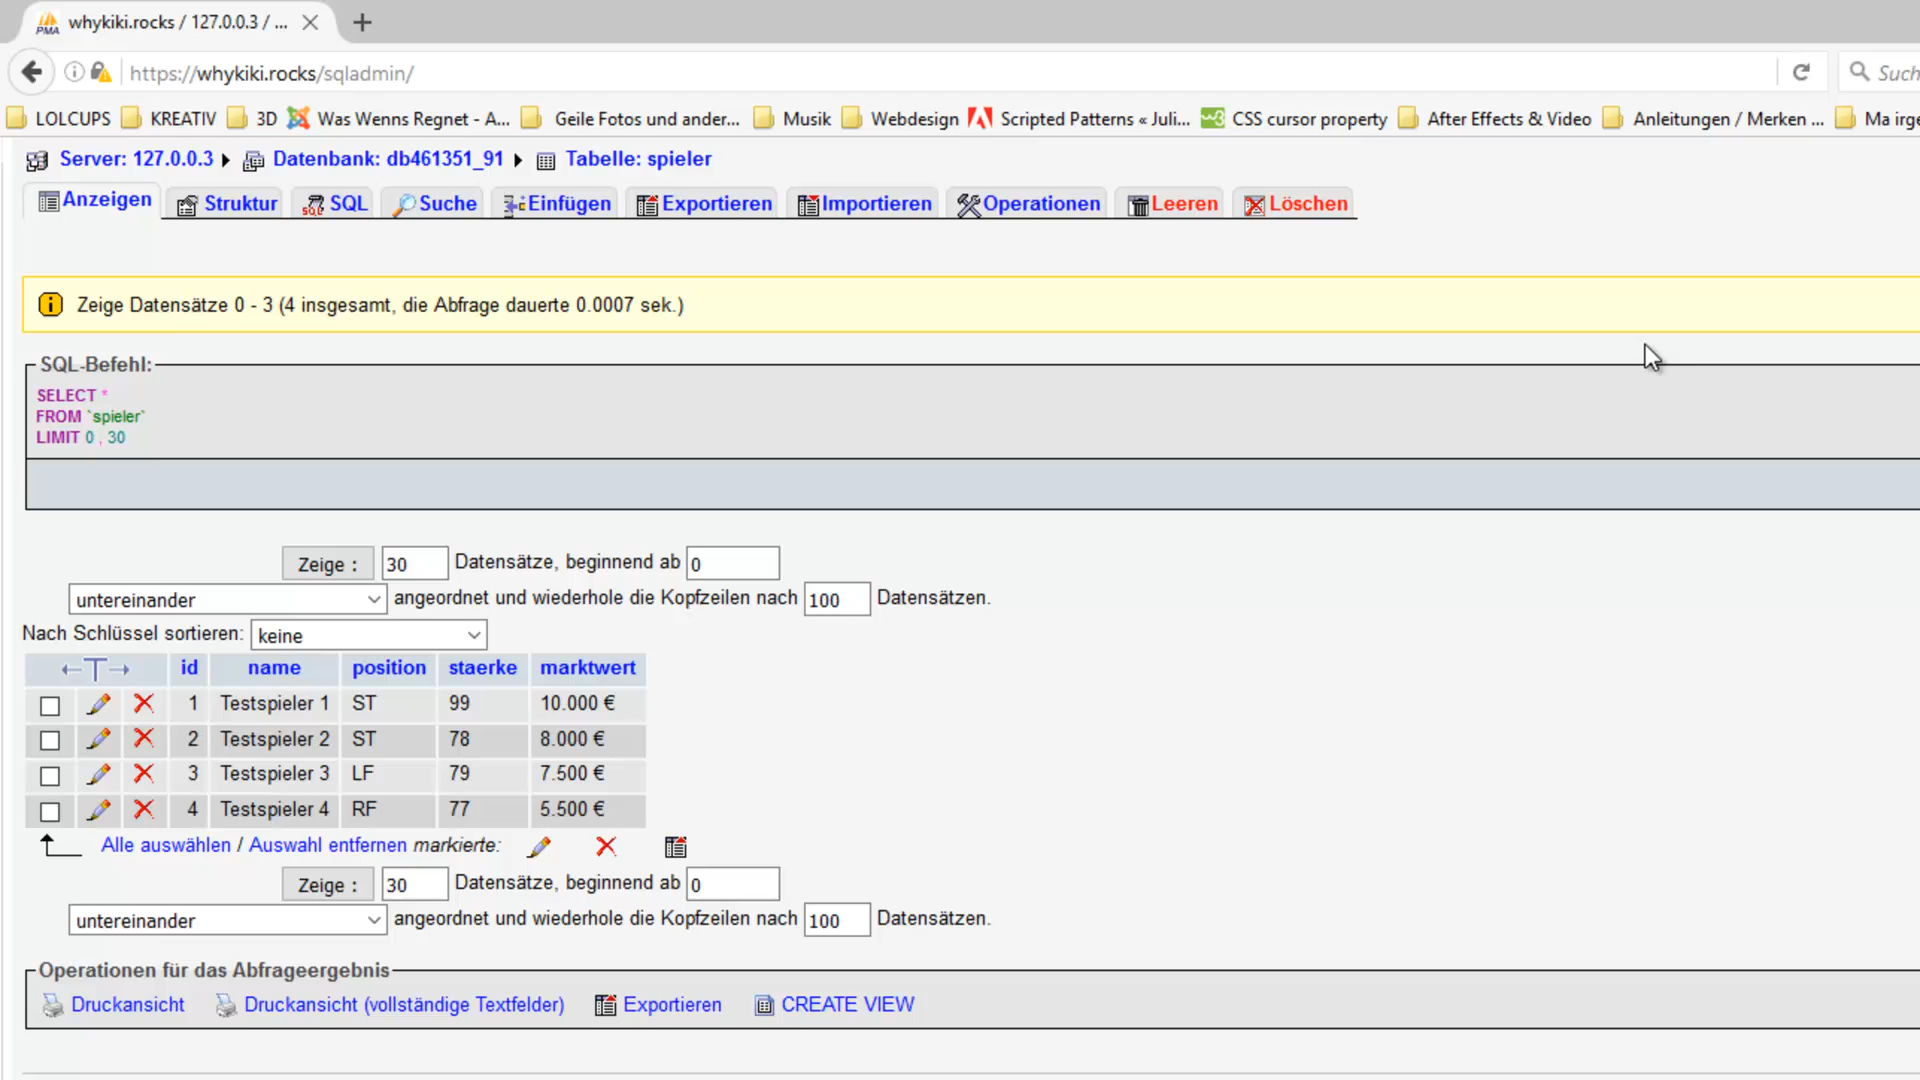 whykiki.rocks / 127.0.0.3 / ...
https://whykiki.rocks/sqladmin/
Such
LOLCUPS KREATIV 3D Was Wenns Regnet - A... Geile Fotos und ander... Musik Webdesign Scripted Patterns « Juli... CSS cursor property After Effects & Video Anleitungen / Merken ... Ma irge
Server: 127.0.0.3 Datenbank: db461351_91 Tabelle: spieler
Anzeigen Struktur SQL Suche Einfügen Exportieren Importieren Operationen Leeren Löschen
Zeige Datensätze 0 - 3 (4 insgesamt, die Abfrage dauerte 0.0007 sek.)
SQL-Befehl:
SELECT *
FROM `spieler`
LIMIT 0 , 30
Zeige : 30 Datensätze, beginnend ab 0
untereinander angeordnet und wiederhole die Kopfzeilen nach 100 Datensätzen.
Nach Schlüssel sortieren: keine
←T→ id name position staerke marktwert
1 Testspieler 1 ST 99 10.000 €
2 Testspieler 2 ST 78 8.000 €
3 Testspieler 3 LF 79 7.500 €
4 Testspieler 4 RF 77 5.500 €
Alle auswählen / Auswahl entfernen markierte:
Zeige : 30 Datensätze, beginnend ab 0
untereinander angeordnet und wiederhole die Kopfzeilen nach 100 Datensätzen.
Operationen für das Abfrageergebnis
Druckansicht Druckansicht (vollständige Textfelder) Exportieren CREATE VIEW